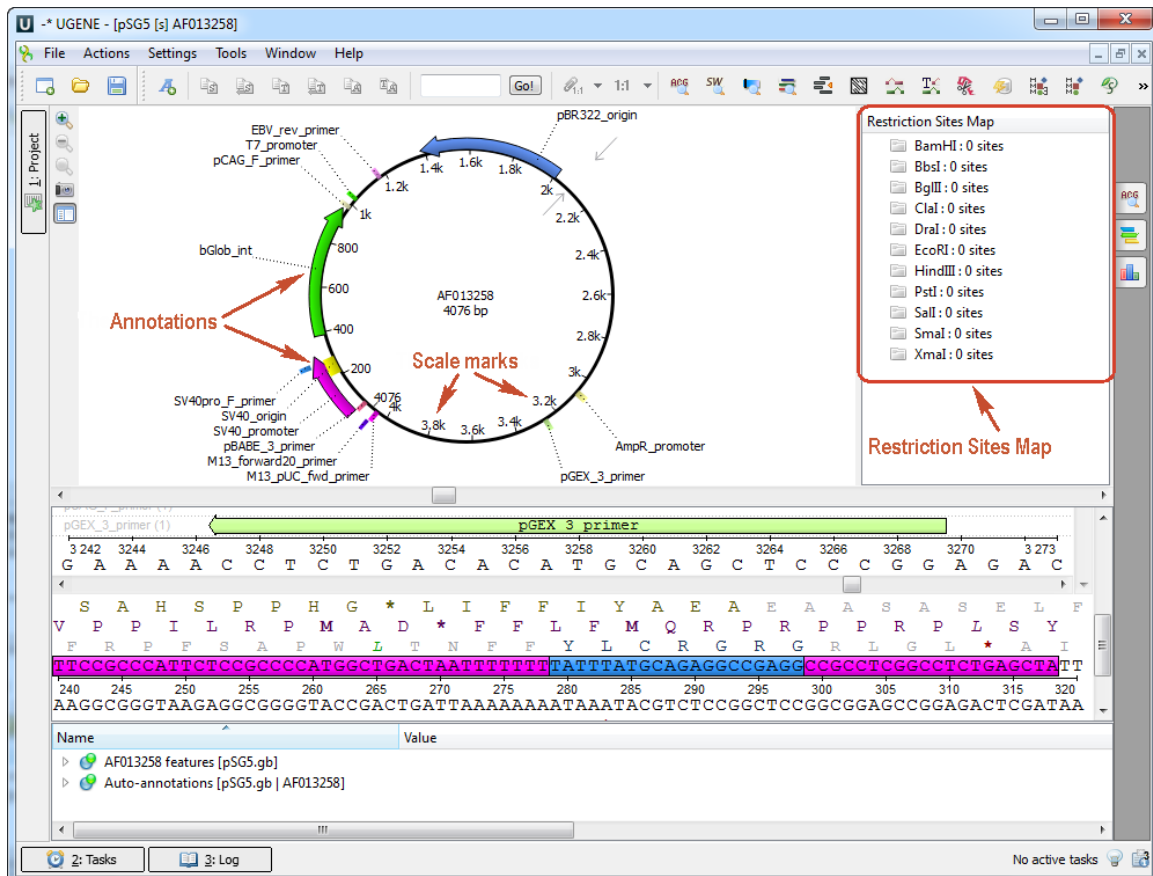 -* UGENE - [pSG5 [s] AF013258]
File Actions Settings Tools Window Help
Go! 1:1 ACG SW
1: Project
EBV_rev_primer
T7_promoter
pCAG_F_primer
bGlob_int
pBR322_origin
1.2k 1.4k 1.6k 1.8k 2k 2.2k 2.4k 2.6k 2.8k 3k 3.2k 3.4k 3.6k 3.8k 4k 4076 200 400 600 800 1k
AF013258
4076 bp
Annotations
Scale marks
SV40pro_F_primer
SV40_origin
SV40_promoter
pBABE_3_primer
M13_forward20_primer
M13_pUC_fwd_primer
AmpR_promoter
pGEX_3_primer
Restriction Sites Map
BamHI : 0 sites
BbsI : 0 sites
BglII : 0 sites
ClaI : 0 sites
DraI : 0 sites
EcoRI : 0 sites
HindIII : 0 sites
PstI : 0 sites
SalI : 0 sites
SmaI : 0 sites
XmaI : 0 sites
Restriction Sites Map
ACG
pGEX_3_primer (1) pGEX 3 primer
3 242 3244 3246 3248 3250 3252 3254 3256 3258 3260 3262 3264 3266 3268 3270 3 273
G A A A A C C T C T G A C A C A T G C A G C T C C C G G A G A C
S A H S P P H G * L I F F I Y A E A E A A S A S E L F
V P P I L R P M A D * F F L F M Q R P R P P R P L S Y
F R P F S A P W L T N F F Y L C R G R G R L G L * A I
TTCCGCCCATTCTCCGCCCCATGGCTGACTAATTTTTTTTATTTATGCAGAGGCCGAGGCCGCCTCGGCCTCTGAGCTATT
240 245 250 255 260 265 270 275 280 285 290 295 300 305 310 315 320
AAGGCGGGTAAGAGGCGGGGTACCGACTGATTAAAAAAAATAAATACGTCTCCGGCTCCGGCGGAGCCGGAGACTCGATAA
Name Value
AF013258 features [pSG5.gb]
Auto-annotations [pSG5.gb | AF013258]
2: Tasks 3: Log No active tasks